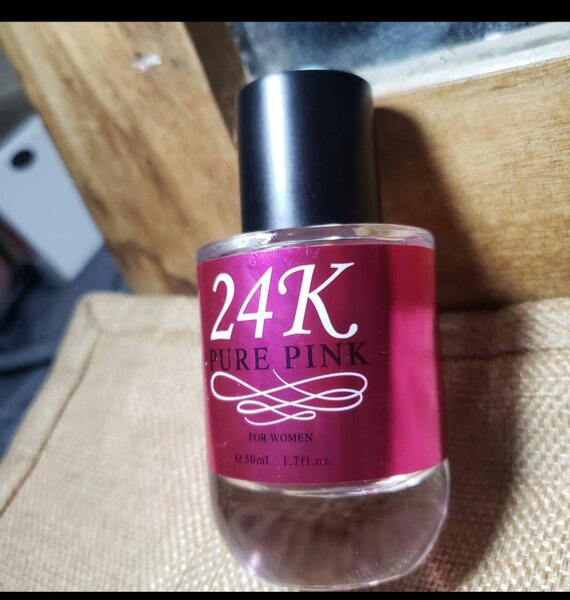 24K
PURE PINK
FOR WOMEN
℮50ml 1.7fl.oz.